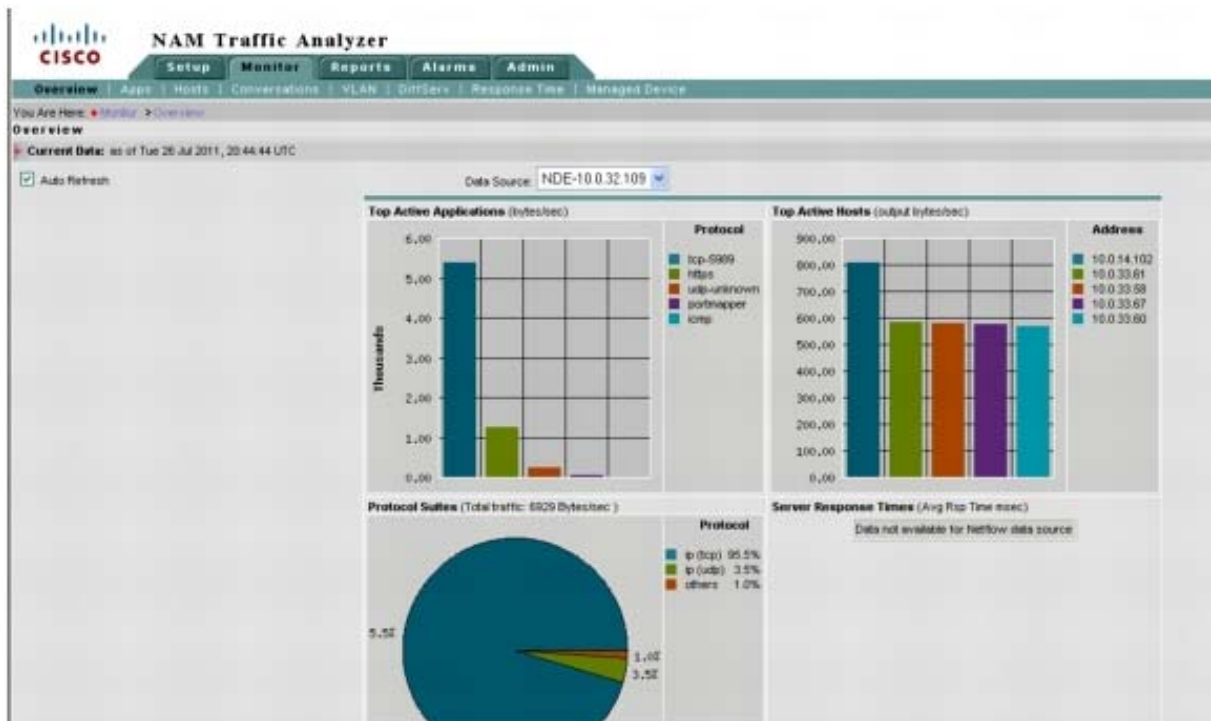 CISCO
NAM Traffic Analyzer
Setup Monitor Reports Alarms Admin
Overview | Apps | Hosts | Conversations | VLAN | DiffServ | Response Time | Managed Device
You Are Here: Monitor > Overview
Overview
Current Data: as of Tue 26 Jul 2011, 20:44:44 UTC
Auto Refresh
Data Source: NDE-10.0.32.109
Top Active Applications (bytes/sec)
Thousands
6.00
5.00
4.00
3.00
2.00
1.00
0.00
Protocol
tcp-5989
https
udp-unknown
portmapper
icmp
Top Active Hosts (output bytes/sec)
900.00
800.00
700.00
600.00
500.00
400.00
300.00
200.00
100.00
0.00
Address
10.0.14.102
10.0.33.61
10.0.33.58
10.0.33.67
10.0.33.60
Protocol Suites (Total traffic: 6929 Bytes/sec )
5.5%
1.0%
3.5%
Protocol
ip (tcp) 95.5%
ip (udp) 3.5%
others 1.0%
Server Response Times (Avg Rsp Time msec)
Data not available for Netflow data source